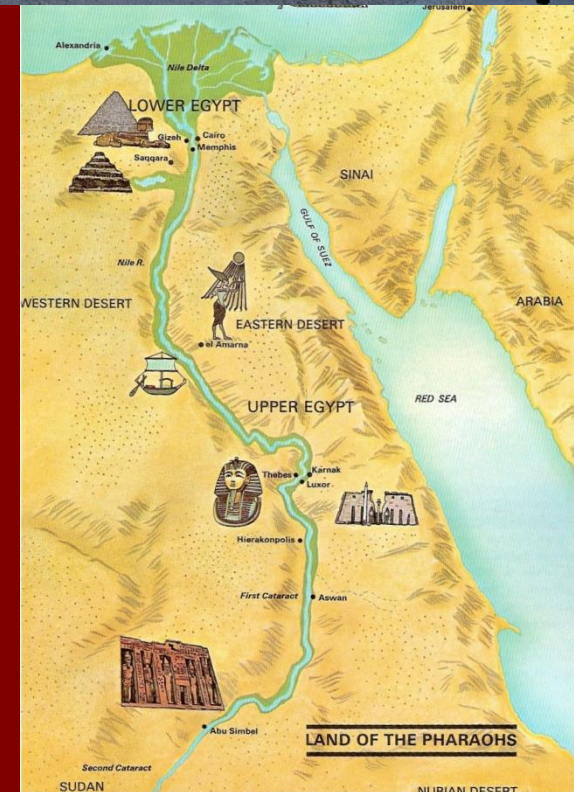 Jerusalem
Alexandria
Nile Delta
LOWER EGYPT
Gizeh
Cairo
Memphis
Saqqara
SINAI
GULF OF SUEZ
Nile R.
WESTERN DESERT
EASTERN DESERT
ARABIA
el Amarna
UPPER EGYPT
RED SEA
Thebes
Karnak
Luxor
Hierakonpolis
First Cataract
Aswan
Abu Simbel
LAND OF THE PHARAOHS
Second Cataract
SUDAN
NUBIAN DESERT